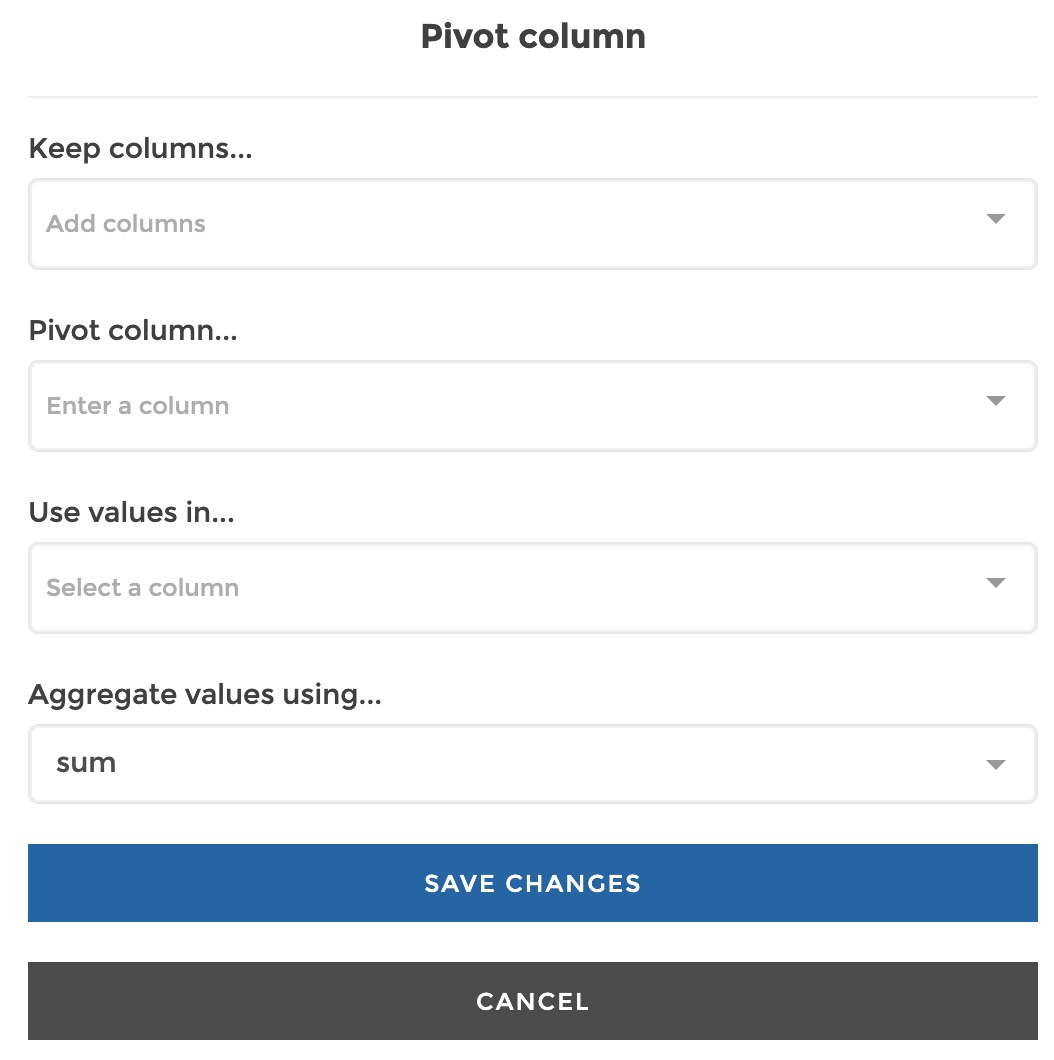 Pivot column
Keep columns...
Add columns
Pivot column...
Enter a column
Use values in...
Select a column
Aggregate values using...
sum
SAVE CHANGES
CANCEL